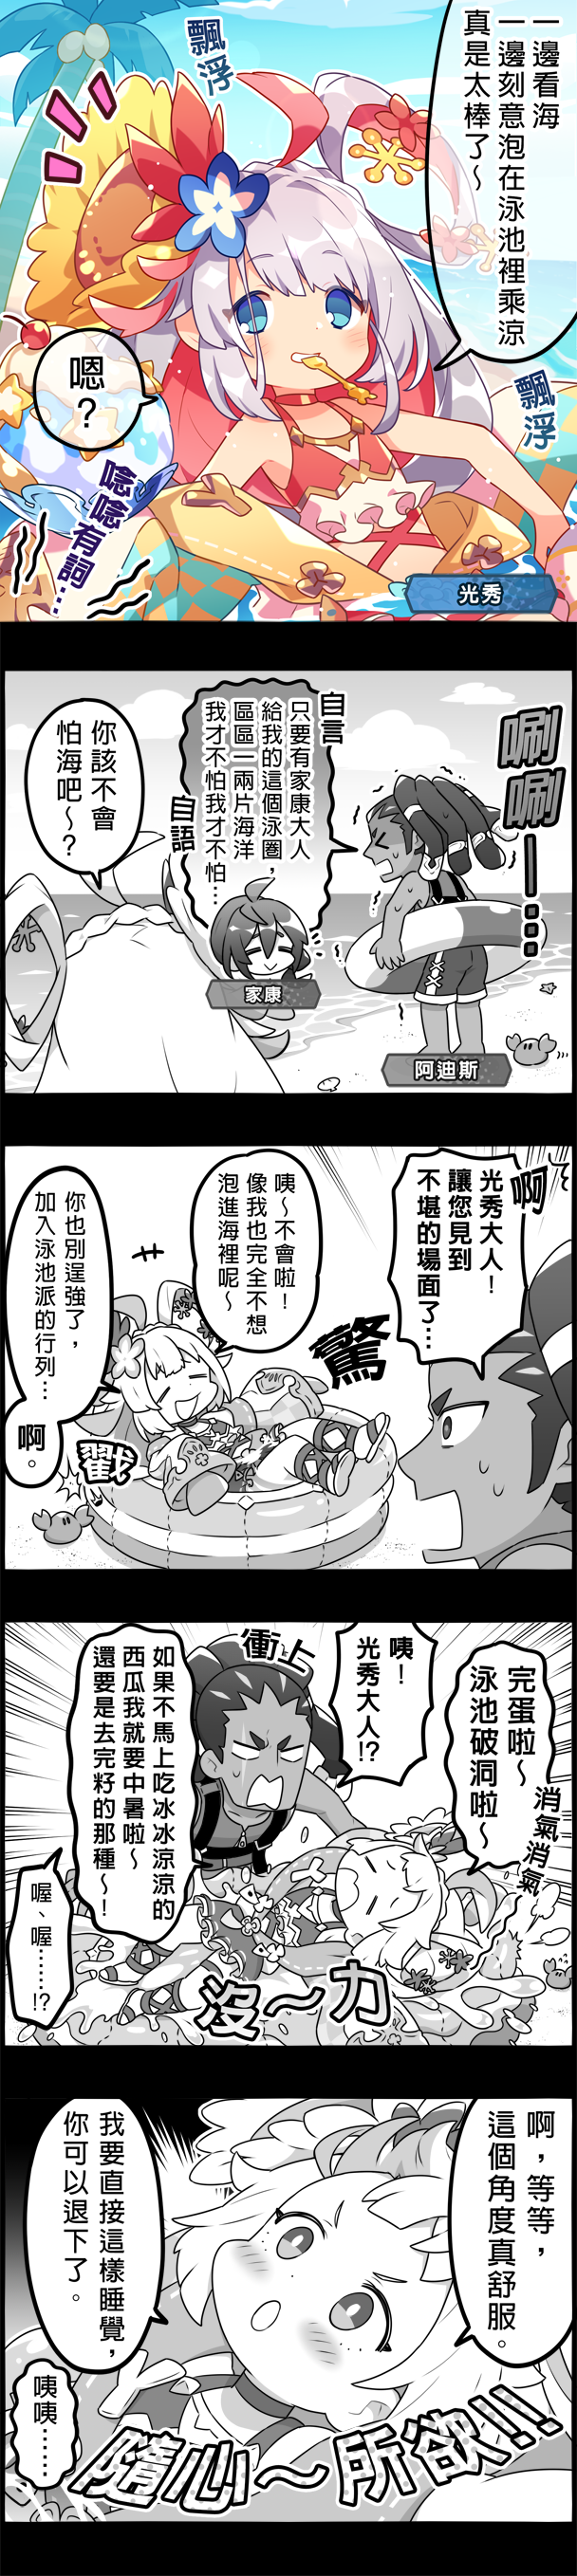 一邊看海
一邊刻意泡在泳池裡乘涼
真是太棒了～
飄浮
嗯？
飄浮
唸唸有詞…
光秀
唰唰——……
自言
只要有家康大人
給我的這個泳圈，
區區一兩片海洋
我才不怕我才不怕…
自語
你該不會
怕海吧～？
家康
阿迪斯
啊
光秀大人！
讓您見到
不堪的場面了…
驚
咦～不會啦！
像我也完全不想
泡進海裡呢～
你也別逞強了，
加入泳池派的行列…
啊。
戳
完蛋啦～
泳池破洞啦～
消氣消氣
咦！
光秀大人!?
衝上
如果不馬上吃冰冰涼涼的
西瓜我就要中暑啦～
還要是去完籽的那種～！
喔、喔……!?
沒～力
啊，等等，
這個角度真舒服。
我要直接這樣睡覺，
你可以退下了。
咦咦……
隨心～所欲!!